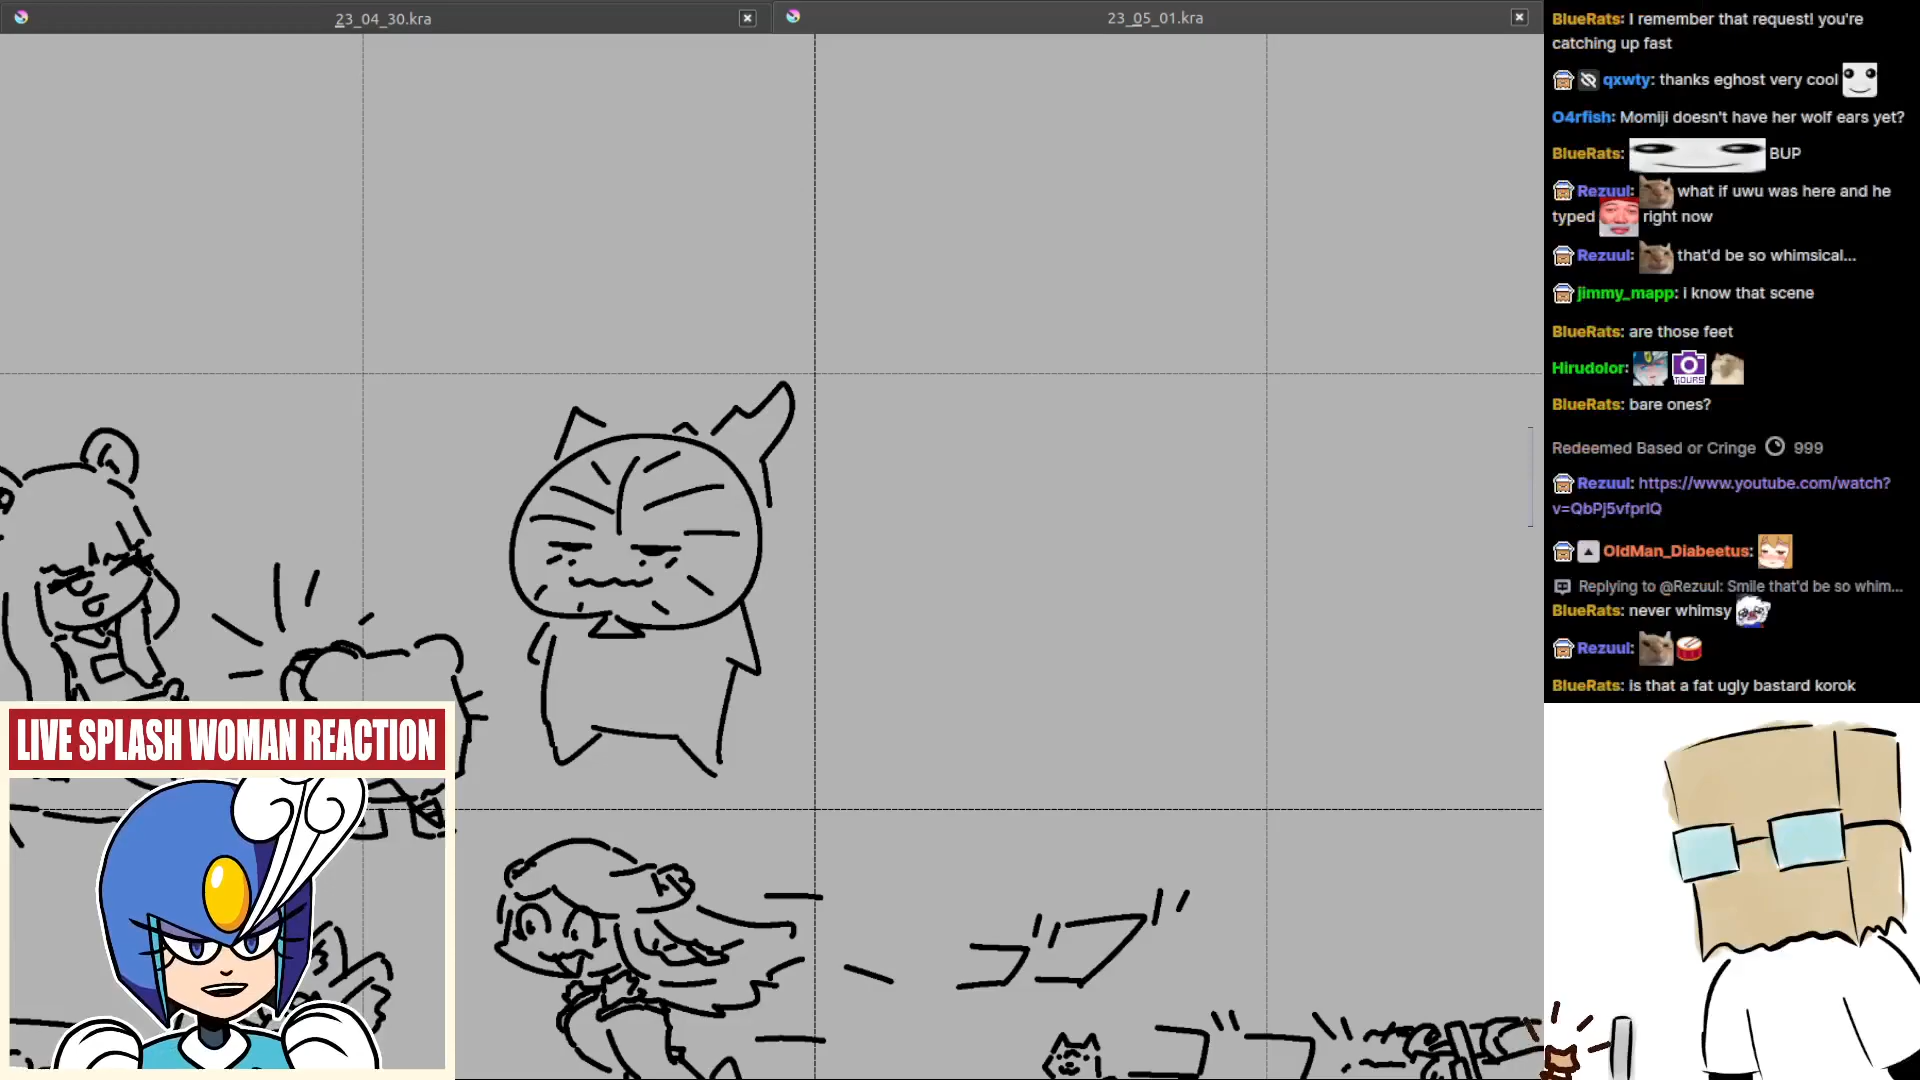 23_04_30.kra
23_05_01.kra
BlueRats: I remember that request! you're
catching up fast
qxwty: thanks eghost very cool
O4rfish: Momiji doesn't have her wolf ears yet?
BlueRats: BUP
Rezuul: what if uwu was here and he
typed right now
Rezuul: that'd be so whimsical...
jimmy_mapp: i know that scene
BlueRats: are those feet
Hirudolor: TOURS
BlueRats: bare ones?
Redeemed Based or Cringe 999
Rezuul: https://www.youtube.com/watch?
v=QbPj5vfprIQ
OldMan_Diabeetus:
Replying to @Rezuul: Smile that'd be so whim...
BlueRats: never whimsy
Rezuul:
BlueRats: is that a fat ugly bastard korok
LIVE SPLASH WOMAN REACTION
ゴゴ